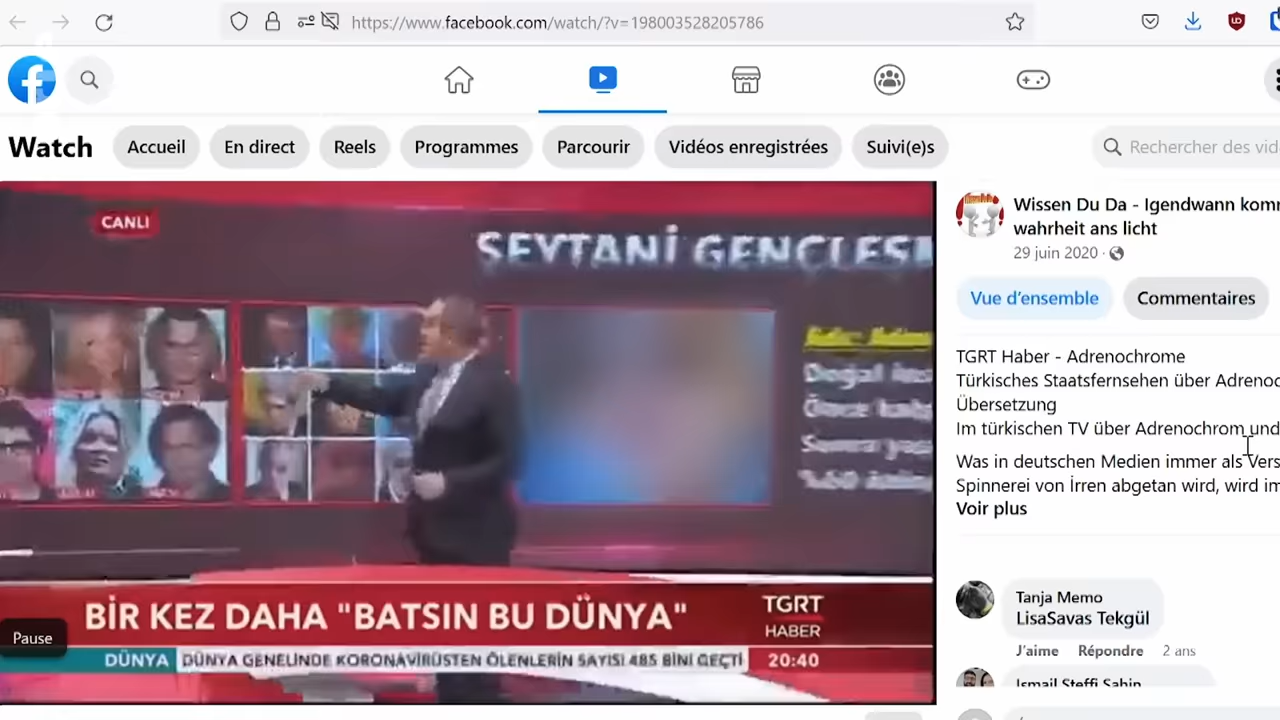 https://www.facebook.com/watch/?v=198003528205786
Watch
Accueil
En direct
Reels
Programmes
Parcourir
Vidéos enregistrées
Suivi(e)s
Rechercher des vid
CANLI
ŞEYTANİ GENÇLEŞM
BİR KEZ DAHA "BATSIN BU DÜNYA"
TGRT
HABER
DÜNYA
DÜNYA GENELİNDE KORONAVİRÜSTEN ÖLENLERİN SAYISI 485 BİNİ GEÇTİ
20:40
Pause
Wissen Du Da - Igendwann komm
wahrheit ans licht
29 juin 2020
Vue d'ensemble
Commentaires
TGRT Haber - Adrenochrome
Türkisches Staatsfernsehen über Adrenoc
Übersetzung
Im türkischen TV über Adrenochrom und
Was in deutschen Medien immer als Vers
Spinnerei von İrren abgetan wird, wird im
Voir plus
Tanja Memo
LisaSavas Tekgül
J'aime
Répondre
2 ans
Ismail Steffi Sahin